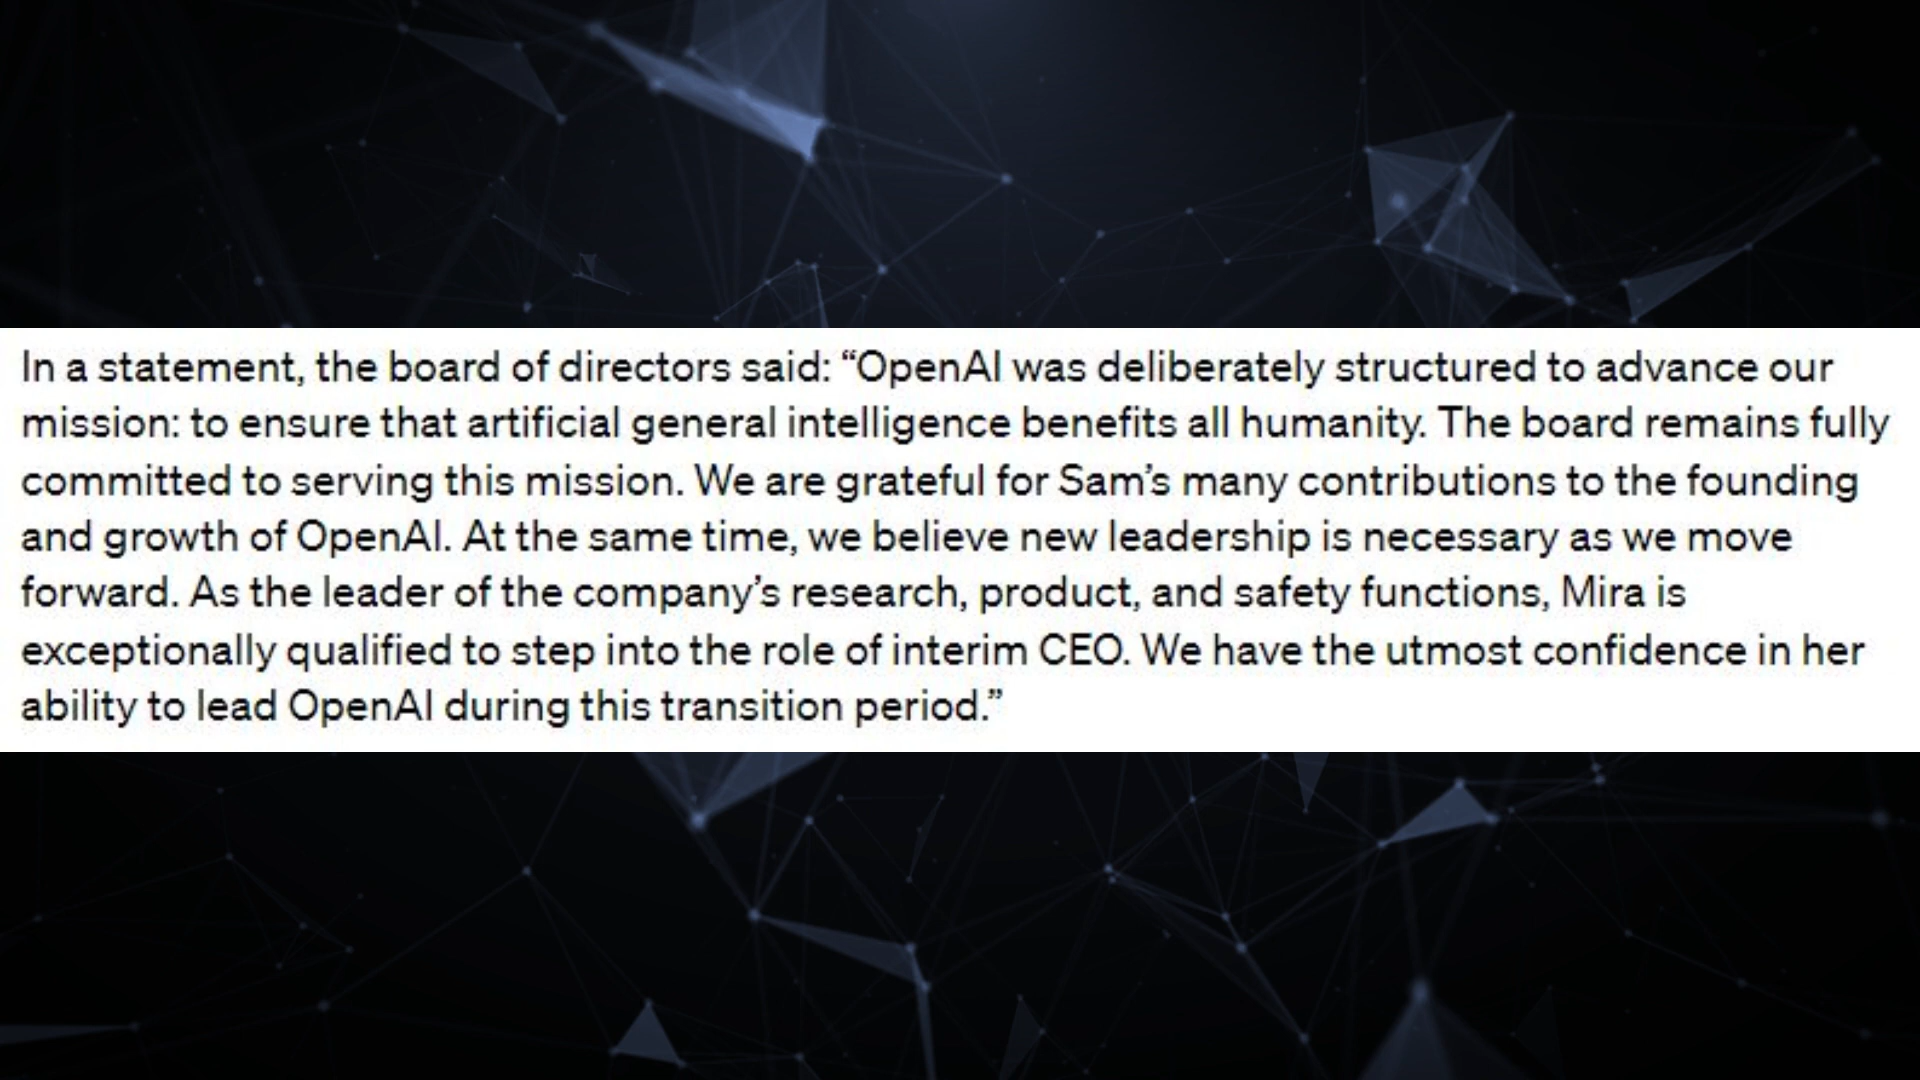 In a statement, the board of directors said: “OpenAI was deliberately structured to advance our
mission: to ensure that artificial general intelligence benefits all humanity. The board remains fully
committed to serving this mission. We are grateful for Sam’s many contributions to the founding
and growth of OpenAI. At the same time, we believe new leadership is necessary as we move
forward. As the leader of the company’s research, product, and safety functions, Mira is
exceptionally qualified to step into the role of interim CEO. We have the utmost confidence in her
ability to lead OpenAI during this transition period.”